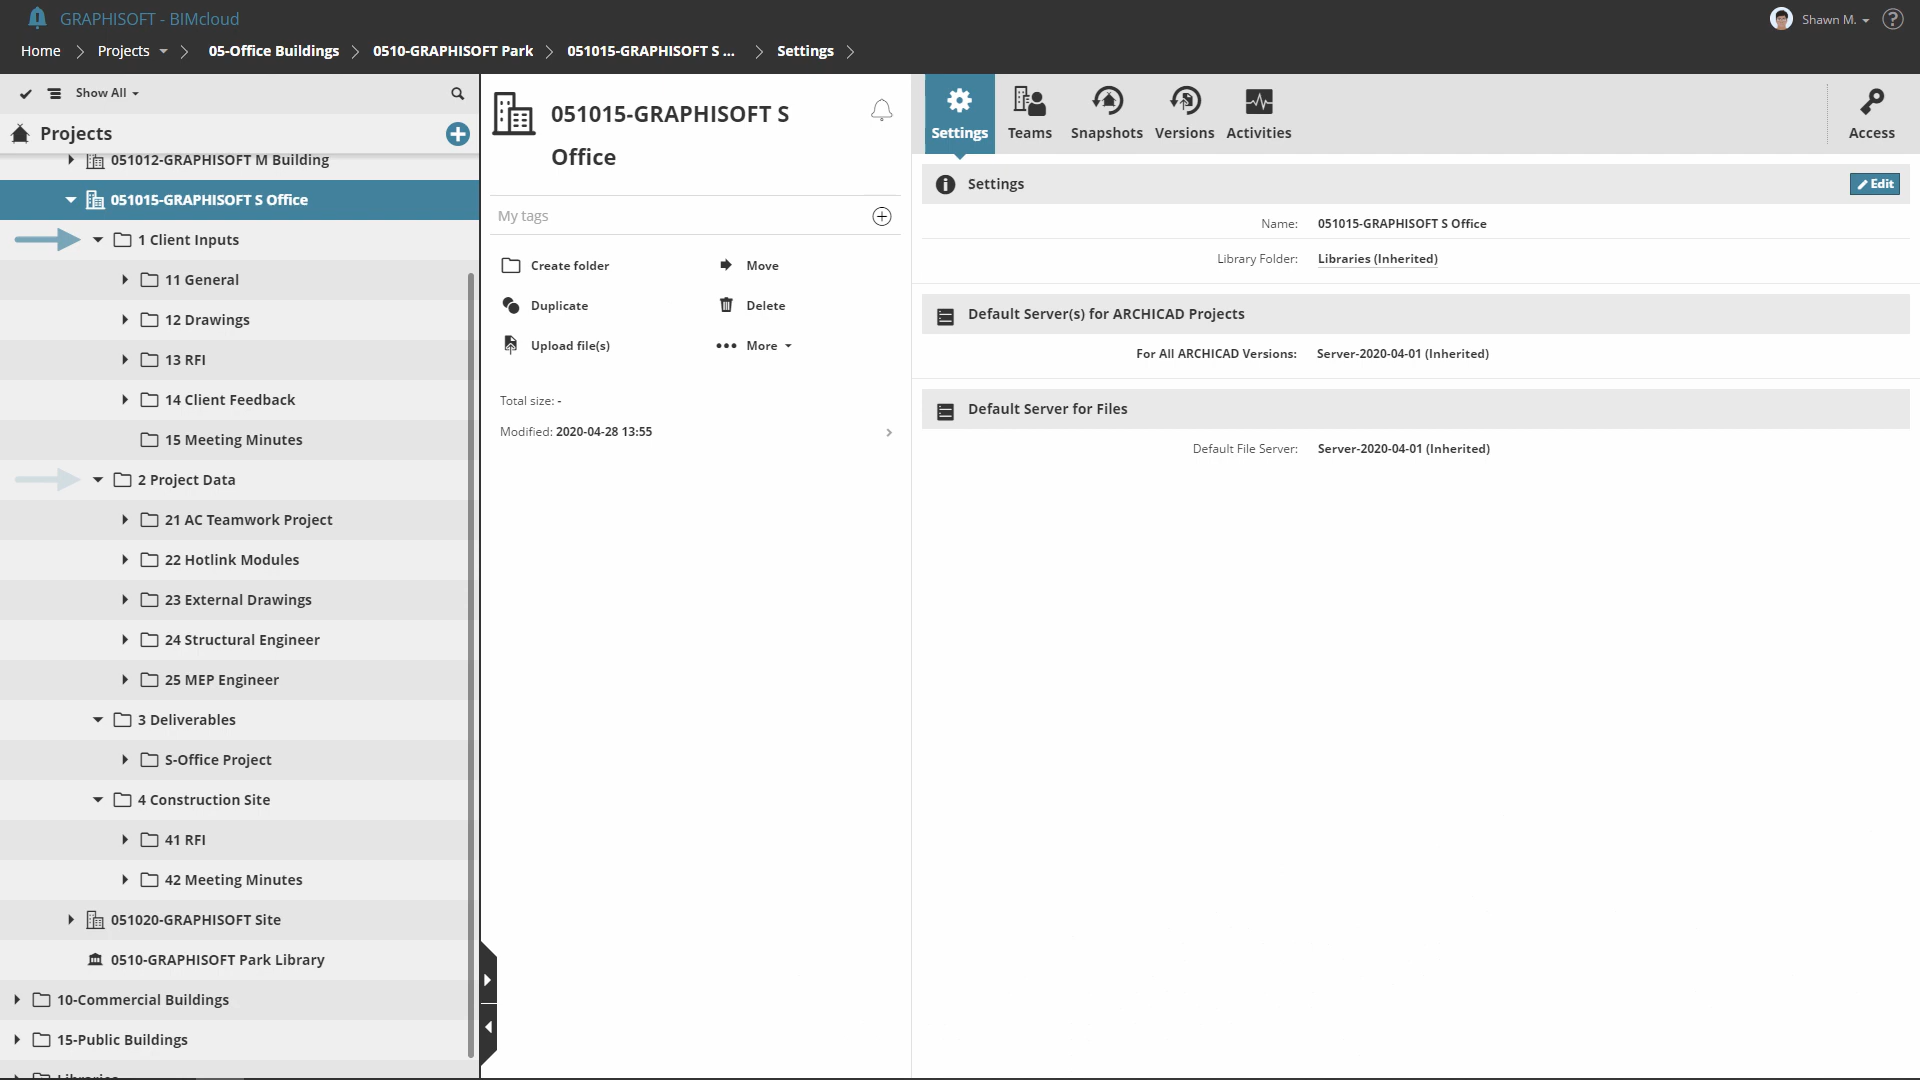 GRAPHISOFT - BIMcloud
Shawn M.
?
Home
Projects
05-Office Buildings
0510-GRAPHISOFT Park
051015-GRAPHISOFT S ...
Settings
Show All
Projects
051012-GRAPHISOFT M Building
051015-GRAPHISOFT S Office
1 Client Inputs
11 General
12 Drawings
13 RFI
14 Client Feedback
15 Meeting Minutes
2 Project Data
21 AC Teamwork Project
22 Hotlink Modules
23 External Drawings
24 Structural Engineer
25 MEP Engineer
3 Deliverables
S-Office Project
4 Construction Site
41 RFI
42 Meeting Minutes
051020-GRAPHISOFT Site
0510-GRAPHISOFT Park Library
10-Commercial Buildings
15-Public Buildings
Libraries
051015-GRAPHISOFT S
Office
My tags
Create folder
Move
Duplicate
Delete
Upload file(s)
More
Total size: -
Modified: 2020-04-28 13:55
Settings
Teams
Snapshots
Versions
Activities
Access
Settings
Edit
Name: 051015-GRAPHISOFT S Office
Library Folder: Libraries (Inherited)
Default Server(s) for ARCHICAD Projects
For All ARCHICAD Versions: Server-2020-04-01 (Inherited)
Default Server for Files
Default File Server: Server-2020-04-01 (Inherited)